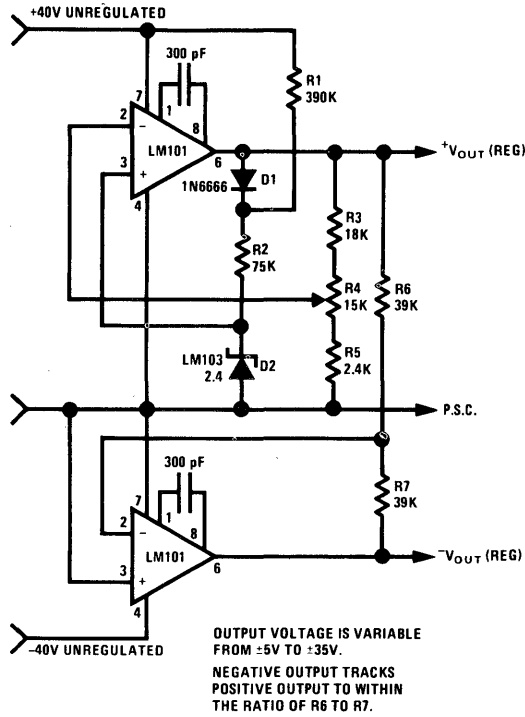 +40V UNREGULATED
300 pF
R1
390K
7
1
2
−
8
LM101
6
+VOUT (REG)
3
+
D1
1N6666
4
R3
18K
R2
75K
R4
15K
R6
39K
LM103
2.4
D2
R5
2.4K
P.S.C.
300 pF
7
1
R7
39K
2
−
8
LM101
6
−VOUT (REG)
3
+
4
−40V UNREGULATED
OUTPUT VOLTAGE IS VARIABLE
FROM ±5V TO ±35V.
NEGATIVE OUTPUT TRACKS
POSITIVE OUTPUT TO WITHIN
THE RATIO OF R6 TO R7.